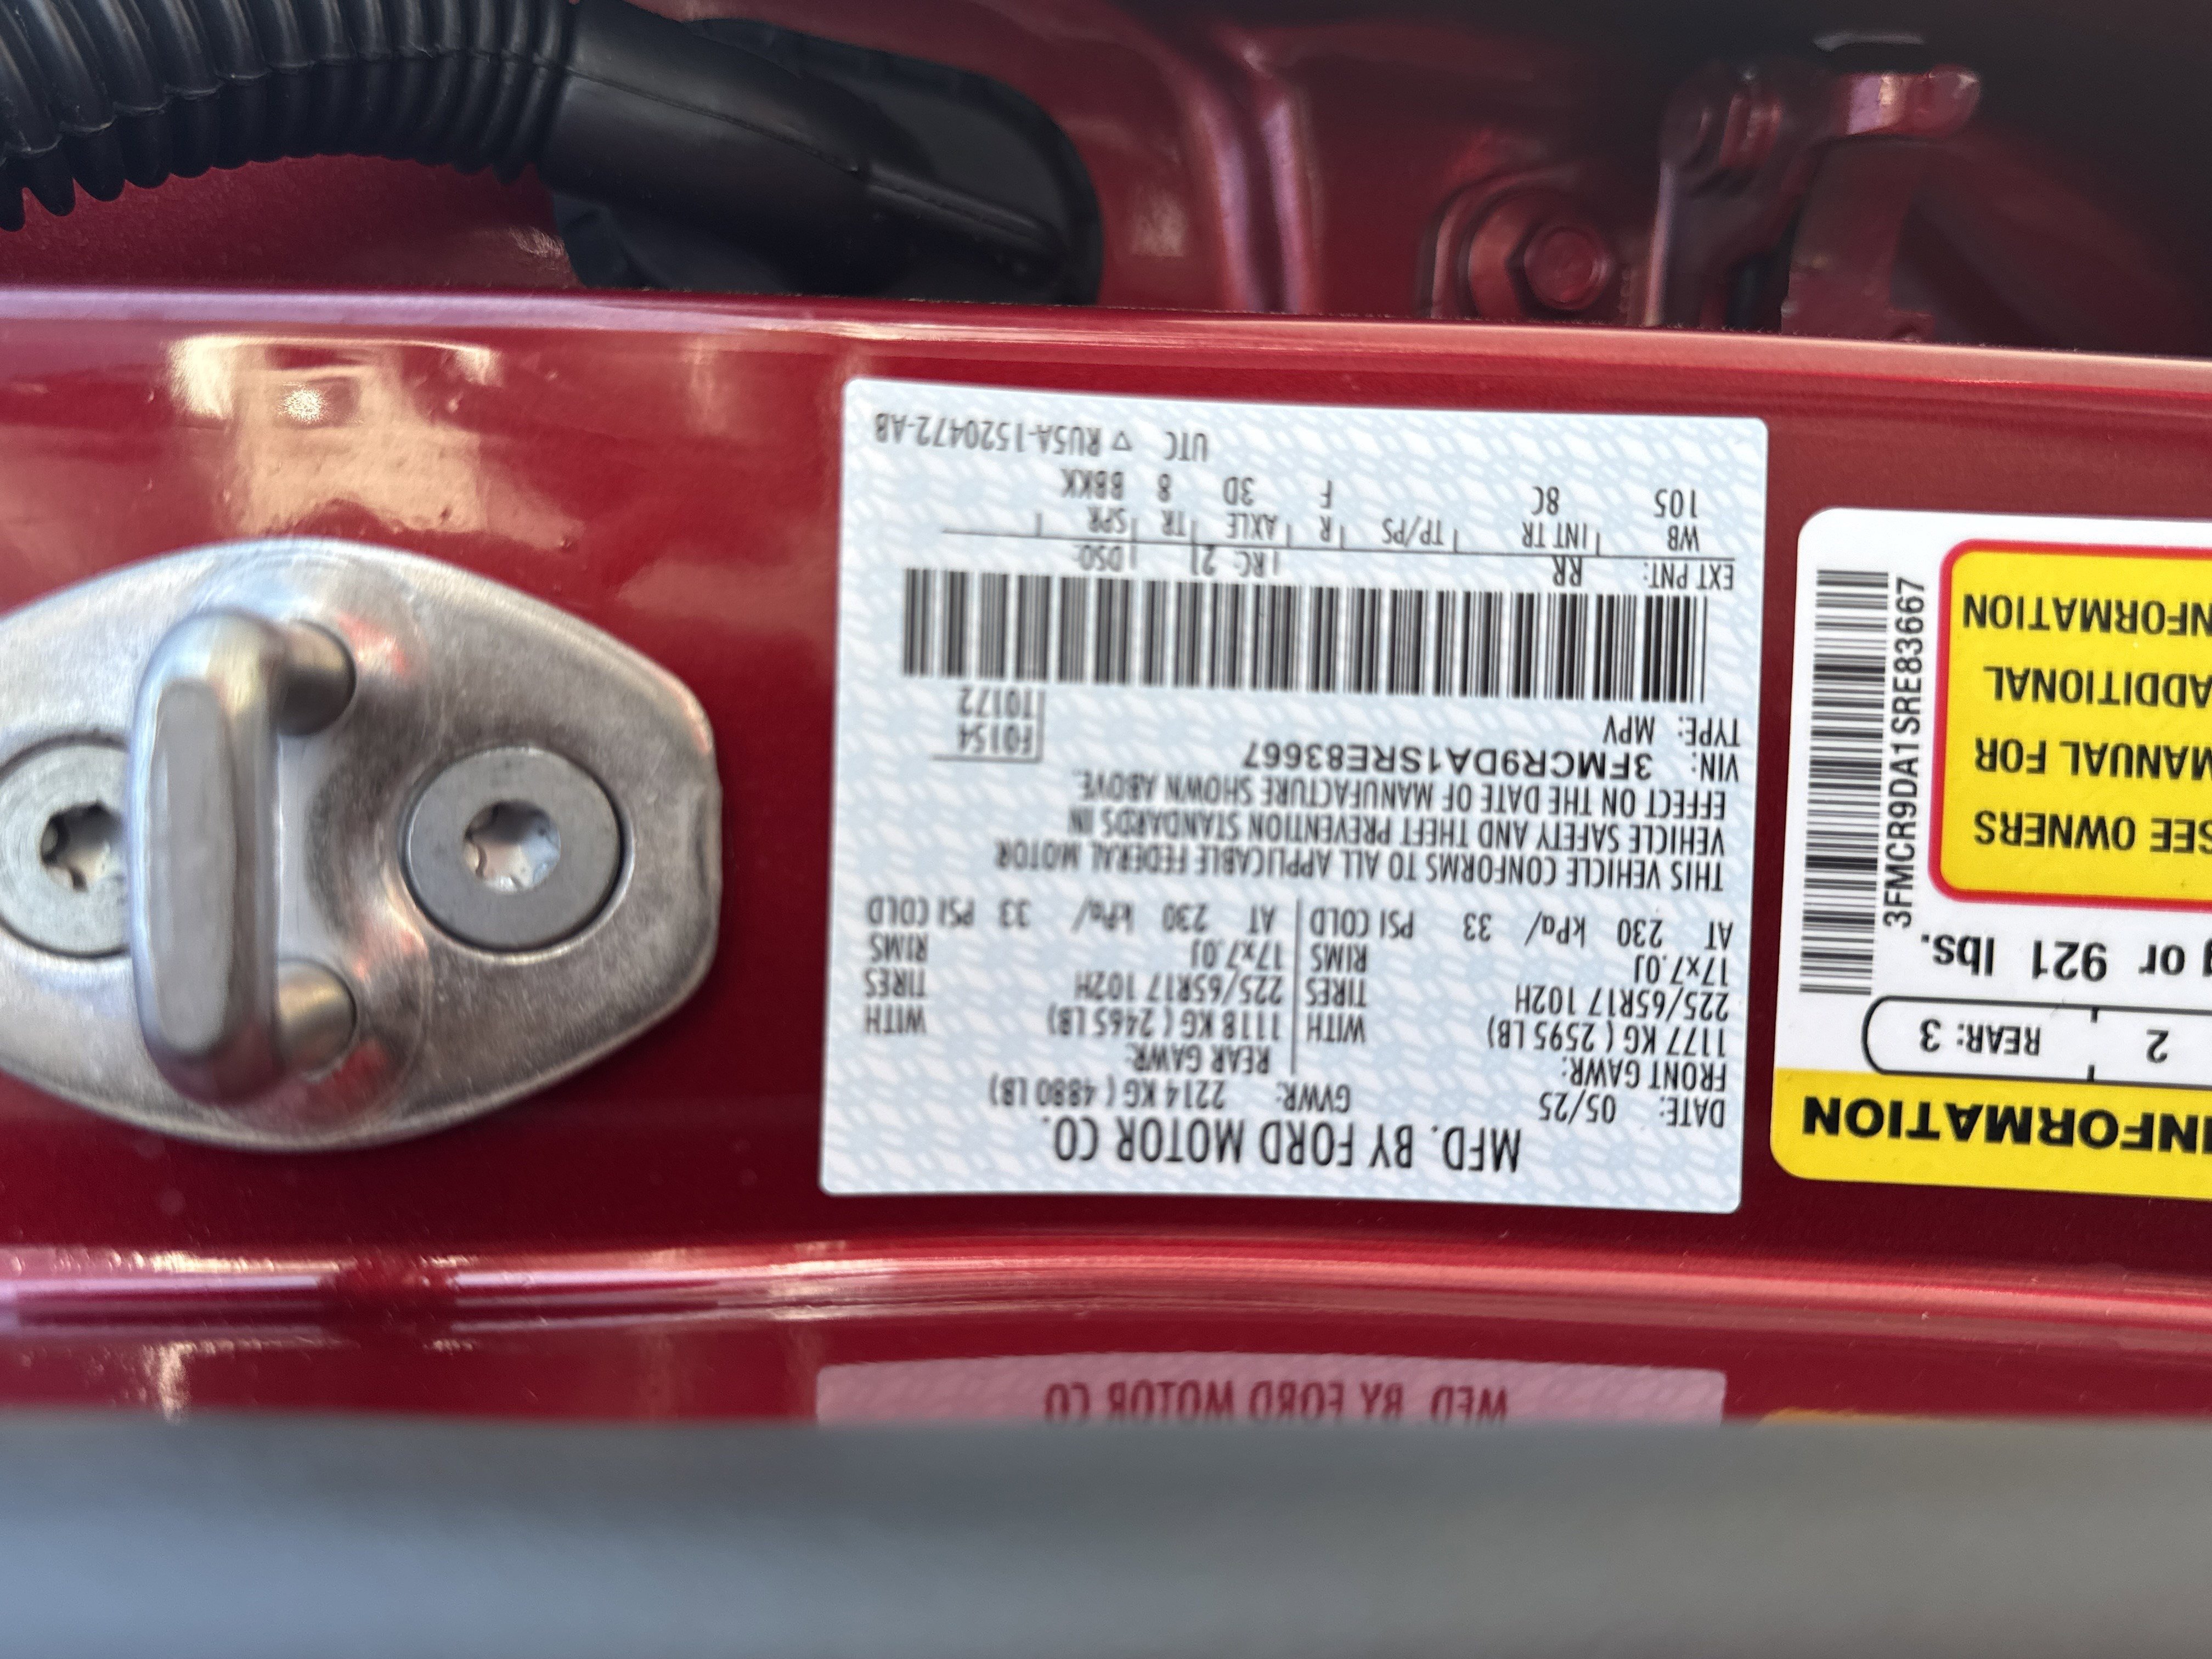 MFD. BY FORD MOTOR CO.
DATE: 05/25 GVWR: 2214 KG ( 4880 LB)
FRONT GAWR: REAR GAWR:
1177 KG ( 2595 LB) WITH 1118 KG ( 2465 LB) WITH
225/65R17 102H TIRES 225/65R17 102H TIRES
17x7.0J RIMS 17x7.0J RIMS
AT 230 kPa/ 33 PSI COLD AT 230 kPa/ 33 PSI COLD
THIS VEHICLE CONFORMS TO ALL APPLICABLE FEDERAL MOTOR
VEHICLE SAFETY AND THEFT PREVENTION STANDARDS IN
EFFECT ON THE DATE OF MANUFACTURE SHOWN ABOVE.
VIN: 3FMCR9DA1SRE83667
TYPE: MPV
F0154
T0172
EXT PNT: RR RC: 21 DSO:
WB INT TR TP/PS R AXLE TR SPR
105 8C F 3D 8 BBKK
UTC ▽ RU5A-1520472-AB
INFORMATION
2 REAR: 3
or 921 lbs.
SEE OWNERS
MANUAL FOR
ADDITIONAL
INFORMATION
3FMCR9DA1SRE83667
MFD. BY FORD MOTOR CO